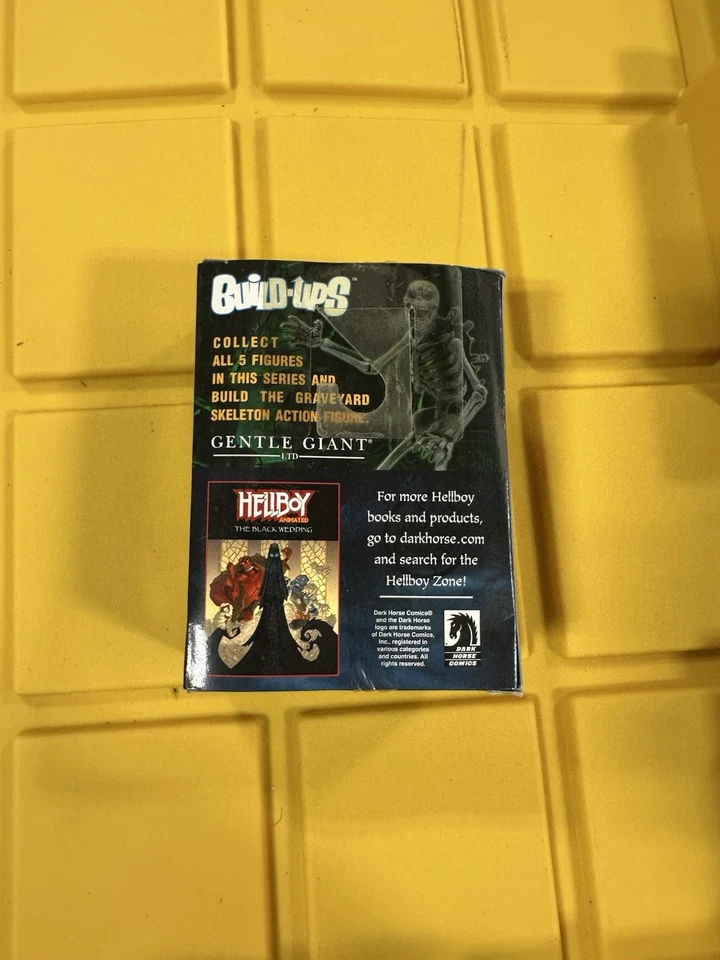 BUILD-UPS™
COLLECT
ALL 5 FIGURES
IN THIS SERIES AND
BUILD THE GRAVEYARD
SKELETON ACTION FIGURE.
GENTLE GIANT®
LTD
HELLBOY
ANIMATED
THE BLACK WEDDING
For more Hellboy
books and products,
go to darkhorse.com
and search for the
Hellboy Zone!
Dark Horse Comics®
and the Dark Horse
logo are trademarks
of Dark Horse Comics,
Inc., registered in
various categories
and countries. All
rights reserved.
DARK
HORSE
COMICS